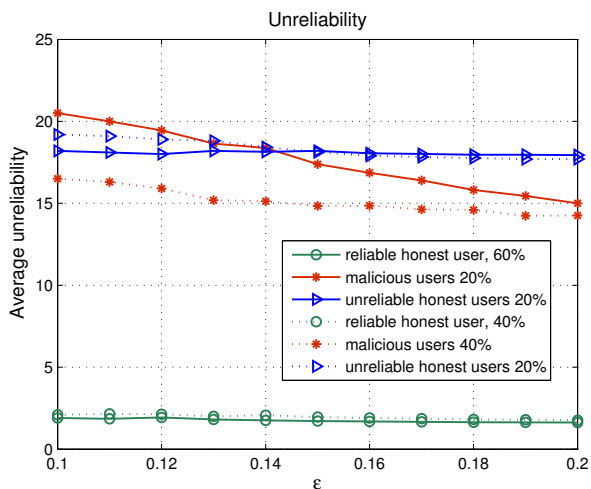 Unreliability
25
20
15
10
5
0
Average unreliability
reliable honest user, 60%
malicious users 20%
unreliable honest users 20%
reliable honest user, 40%
malicious users 40%
unreliable honest users 20%
0.1 0.12 0.14 0.16 0.18 0.2
ε